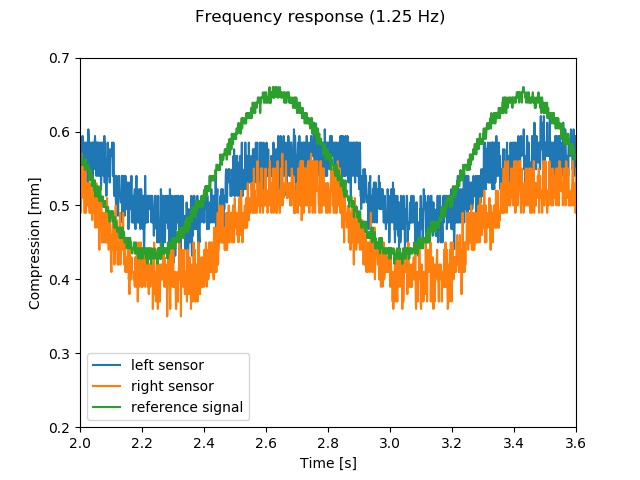 Frequency response (1.25 Hz)
0.7
0.6
0.5
0.4
0.3
0.2
Compression [mm]
left sensor
right sensor
reference signal
2.0 2.2 2.4 2.6 2.8 3.0 3.2 3.4 3.6
Time [s]